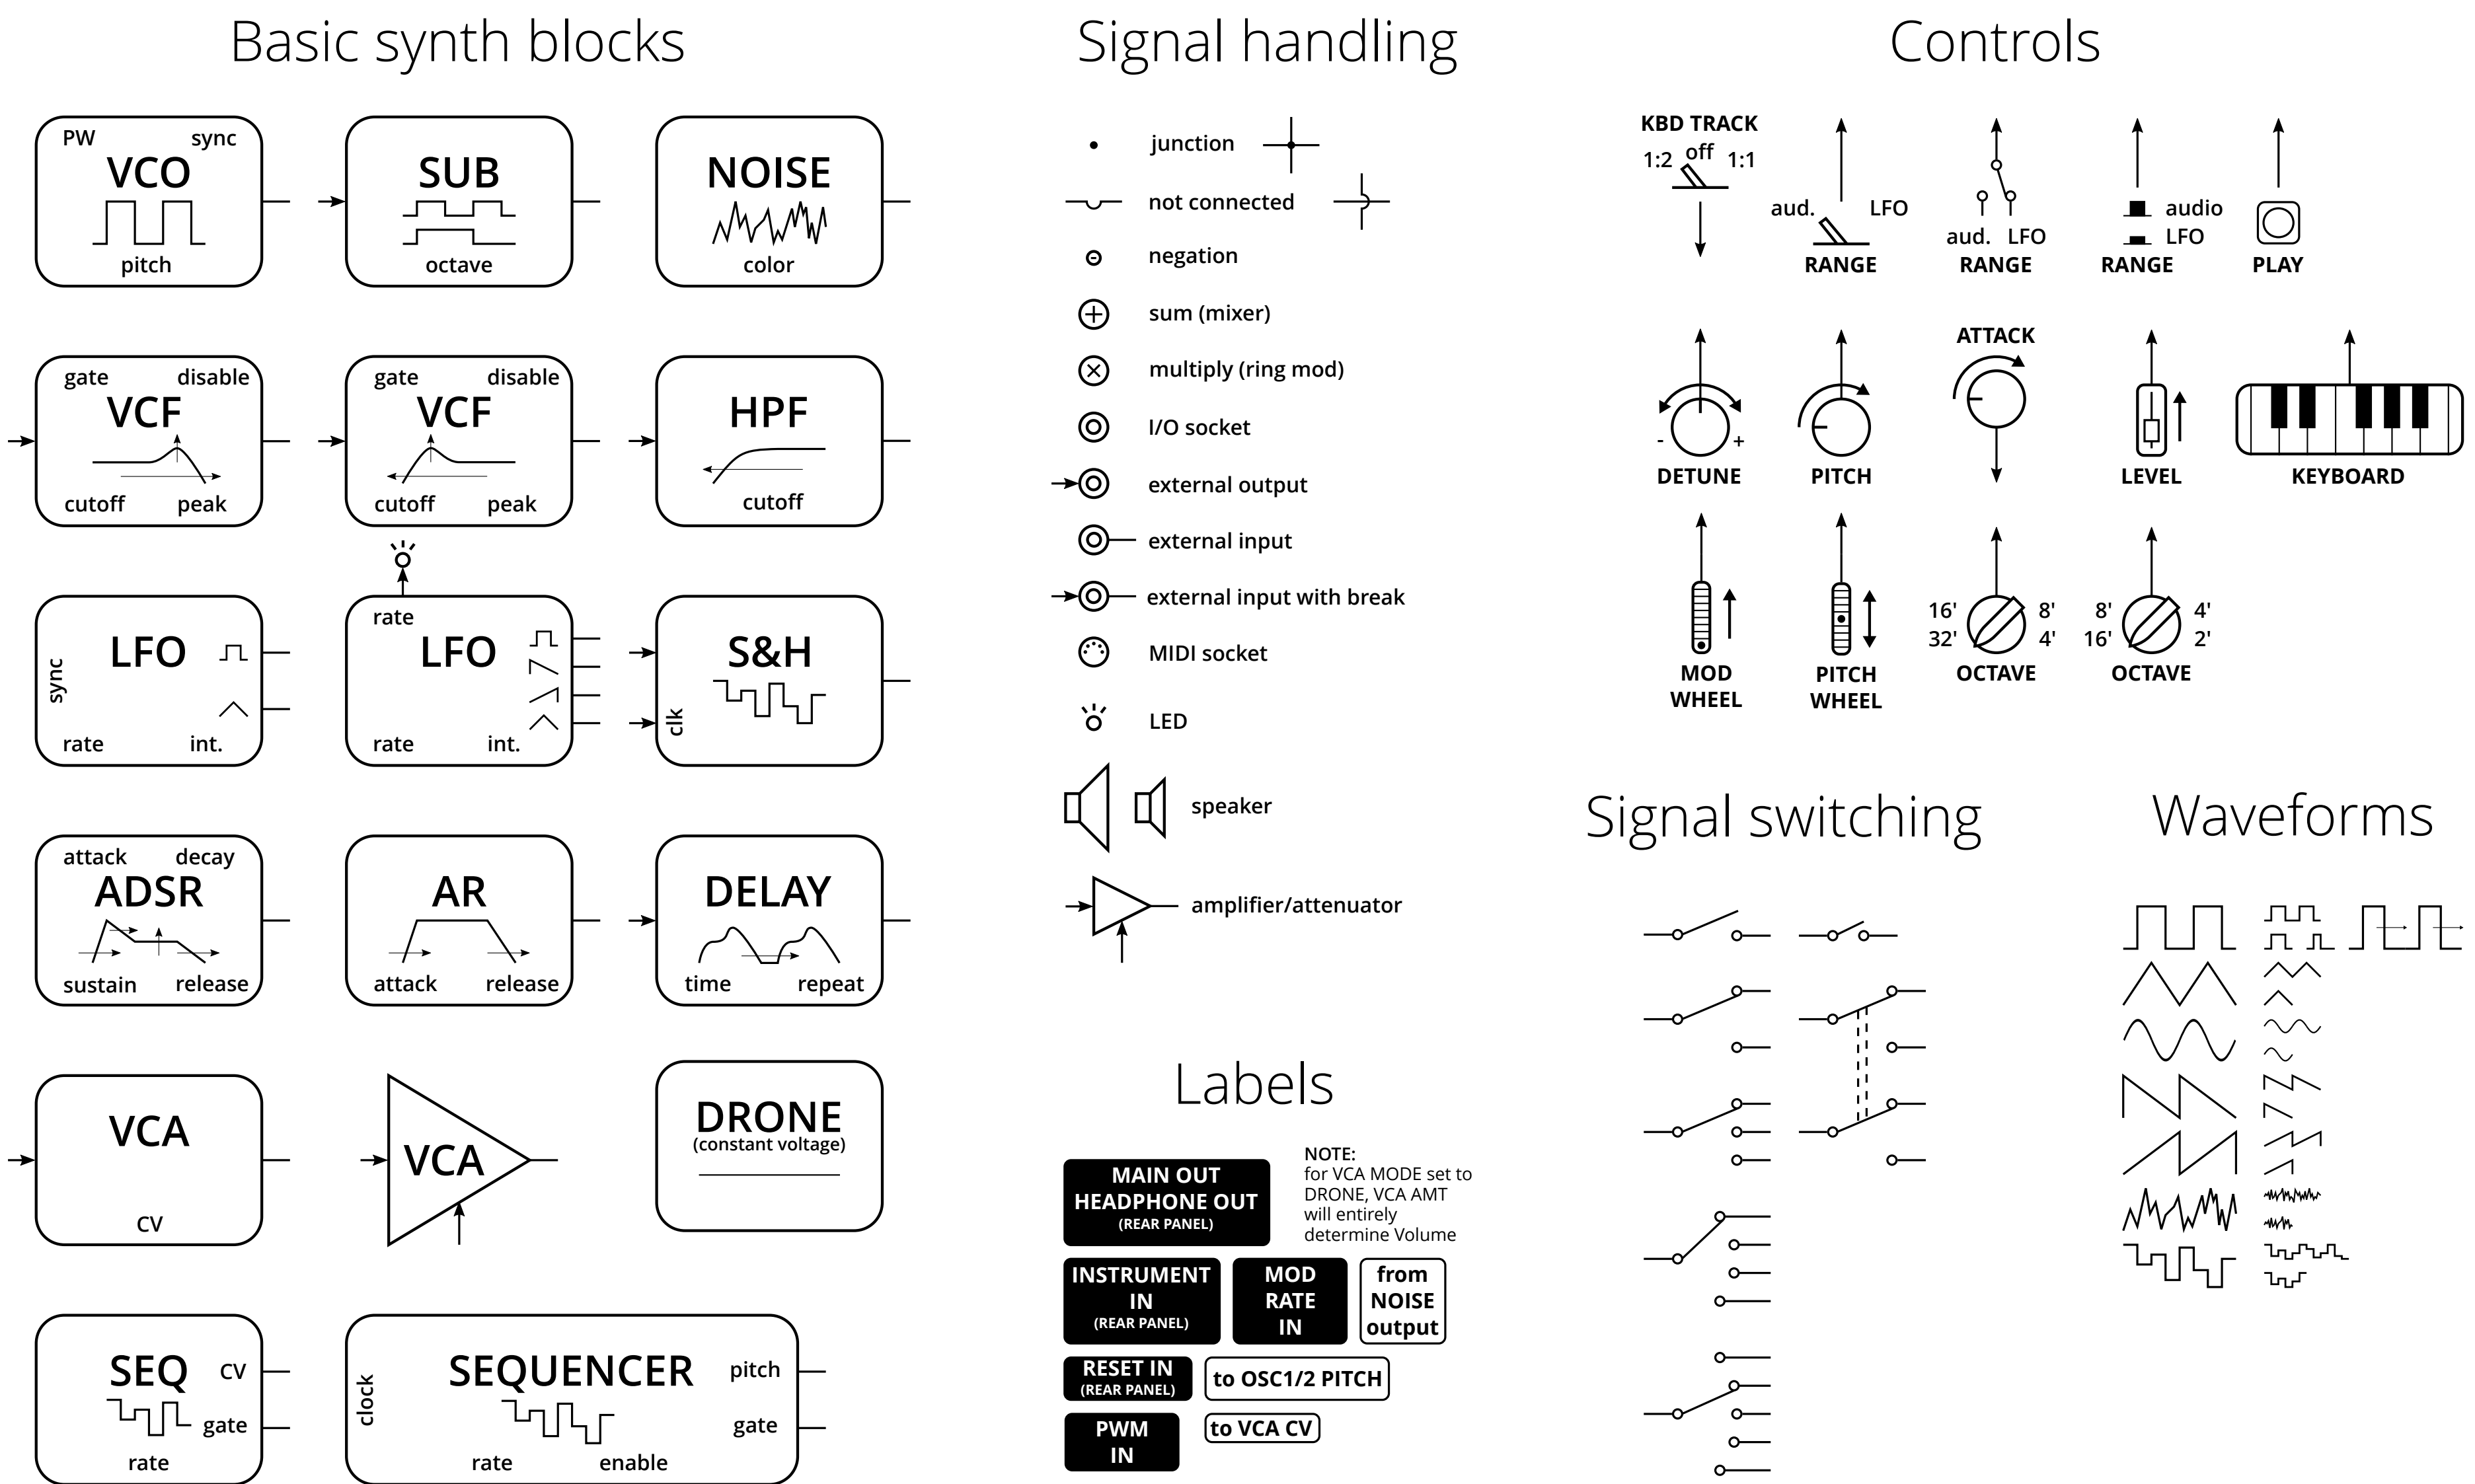 Basic synth blocks
PW
sync
VCO
pitch
SUB
octave
NOISE
color
gate
disable
VCF
cutoff
peak
gate
disable
VCF
cutoff
peak
HPF
cutoff
LFO
sync
rate
int.
rate
LFO
rate
int.
S&H
clk
attack
decay
ADSR
sustain
release
AR
attack
release
DELAY
time
repeat
VCA
CV
VCA
DRONE
(constant voltage)
SEQ
CV
gate
rate
clock
SEQUENCER
pitch
gate
rate
enable
Signal handling
junction
not connected
negation
sum (mixer)
multiply (ring mod)
I/O socket
external output
external input
external input with break
MIDI socket
LED
speaker
amplifier/attenuator
Labels
MAIN OUT
HEADPHONE OUT
(REAR PANEL)
NOTE:
for VCA MODE set to
DRONE, VCA AMT
will entirely
determine Volume
INSTRUMENT
IN
(REAR PANEL)
MOD
RATE
IN
from
NOISE
output
RESET IN
(REAR PANEL)
to OSC1/2 PITCH
PWM
IN
to VCA CV
Controls
KBD TRACK
1:2 off 1:1
aud. LFO
RANGE
aud. LFO
RANGE
audio
LFO
RANGE
PLAY
- +
DETUNE
PITCH
ATTACK
LEVEL
KEYBOARD
MOD
WHEEL
PITCH
WHEEL
16' 8'
32' 4'
OCTAVE
8' 4'
16' 2'
OCTAVE
Signal switching
Waveforms